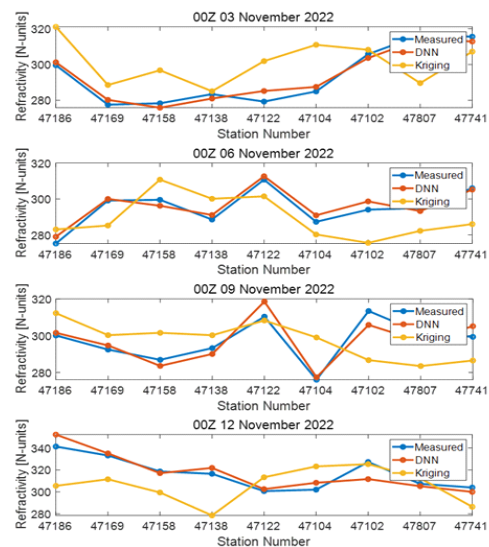 00Z 03 November 2022
Refractivity [N-units]
320
300
280
Measured
DNN
Kriging
47186 47169 47158 47138 47122 47104 47102 47807 47741
Station Number
00Z 06 November 2022
Refractivity [N-units]
320
300
280
Measured
DNN
Kriging
47186 47169 47158 47138 47122 47104 47102 47807 47741
Station Number
00Z 09 November 2022
Refractivity [N-units]
320
300
280
Measured
DNN
Kriging
47186 47169 47158 47138 47122 47104 47102 47807 47741
Station Number
00Z 12 November 2022
Refractivity [N-units]
340
320
300
280
Measured
DNN
Kriging
47186 47169 47158 47138 47122 47104 47102 47807 47741
Station Number